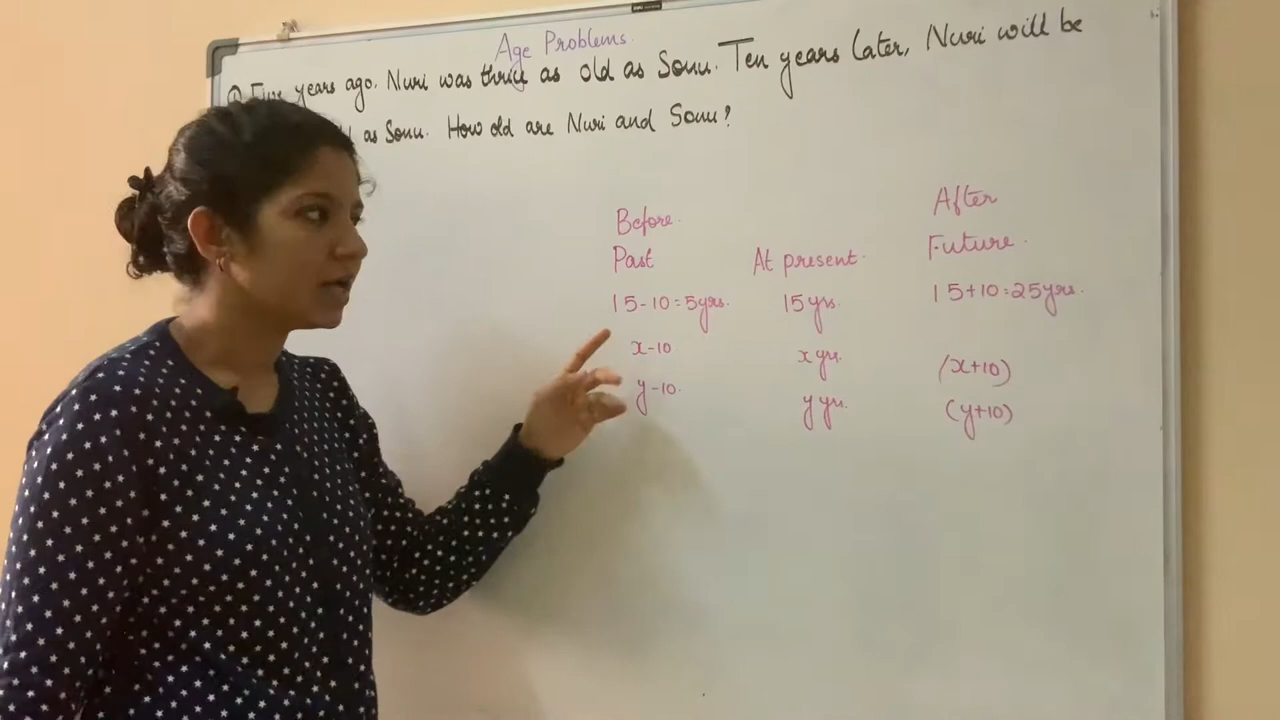 Age Problems.
Q) Five years ago, Nuri was thrice as old as Sonu. Ten years later, Nuri will be
as Sonu. How old are Nuri and Sonu?
Before.
After
Past
At present.
Future.
15-10=5yrs.
15yrs.
15+10=25yrs.
x-10
x yrs.
(x+10)
y-10.
y yrs.
(y+10)